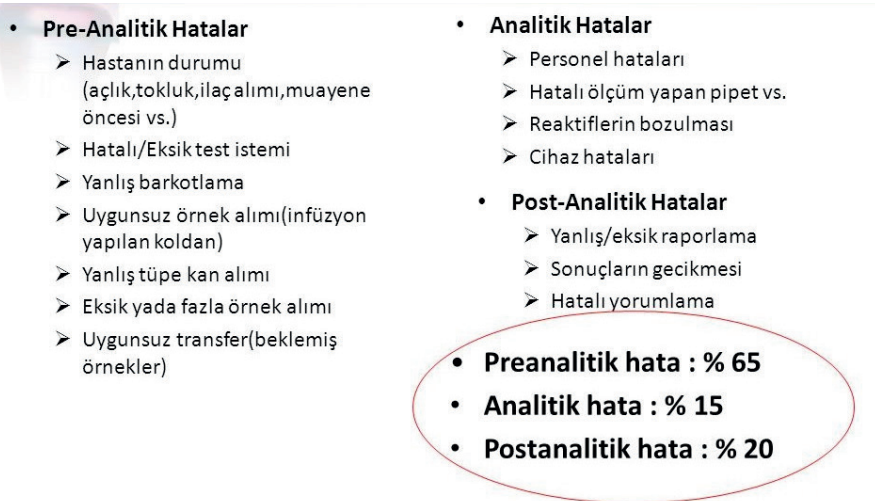 • Pre-Analitik Hatalar
➢ Hastanın durumu
(açlık,tokluk,ilaç alımı,muayene
öncesi vs.)
➢ Hatalı/Eksik test istemi
➢ Yanlış barkotlama
➢ Uygunsuz örnek alımı(infüzyon
yapılan koldan)
➢ Yanlış tüpe kan alımı
➢ Eksik yada fazla örnek alımı
➢ Uygunsuz transfer(beklemiş
örnekler)
• Analitik Hatalar
➢ Personel hataları
➢ Hatalı ölçüm yapan pipet vs.
➢ Reaktiflerin bozulması
➢ Cihaz hataları
• Post-Analitik Hatalar
➢ Yanlış/eksik raporlama
➢ Sonuçların gecikmesi
➢ Hatalı yorumlama
• Preanalitik hata : % 65
• Analitik hata : % 15
• Postanalitik hata : % 20